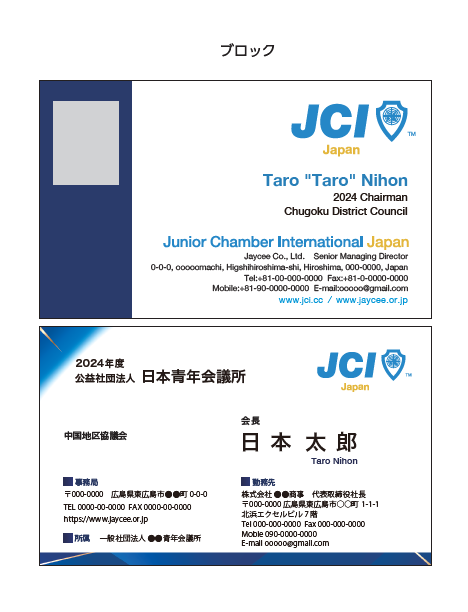 ブロック
JCI TM
Japan
Taro "Taro" Nihon
2024 Chairman
Chugoku District Council
Junior Chamber International Japan
Jaycee Co., Ltd.　Senior Managing Director
0-0-0, ooooomachi, Higshihiroshima-shi, Hiroshima, 000-0000, Japan
Tel:+81-00-000-0000 Fax:+81-0-0000-0000
Mobile:+81-90-0000-0000 E-mail:ooooo@gmail.com
www.jci.cc / www.jaycee.or.jp
2024年度
公益社団法人 日本青年会議所
JCI TM
Japan
中国地区協議会
会長
日本 太郎
Taro Nihon
■事務局
〒000-0000　広島県東広島市●●町 0-0-0
TEL 0000-00-0000 FAX 0000-00-0000
https://www.jaycee.or.jp
■所属　一般社団法人 ●●青年会議所
■勤務先
株式会社 ●●商事　代表取締役社長
〒0000-0000 広島県東広島市○○町 1-1-1
北浜エクセルビル 7 階
Tel 000-000-0000 Fax 000-000-0000
Mobile 090-0000-0000
E-mail ooooo@gmail.com